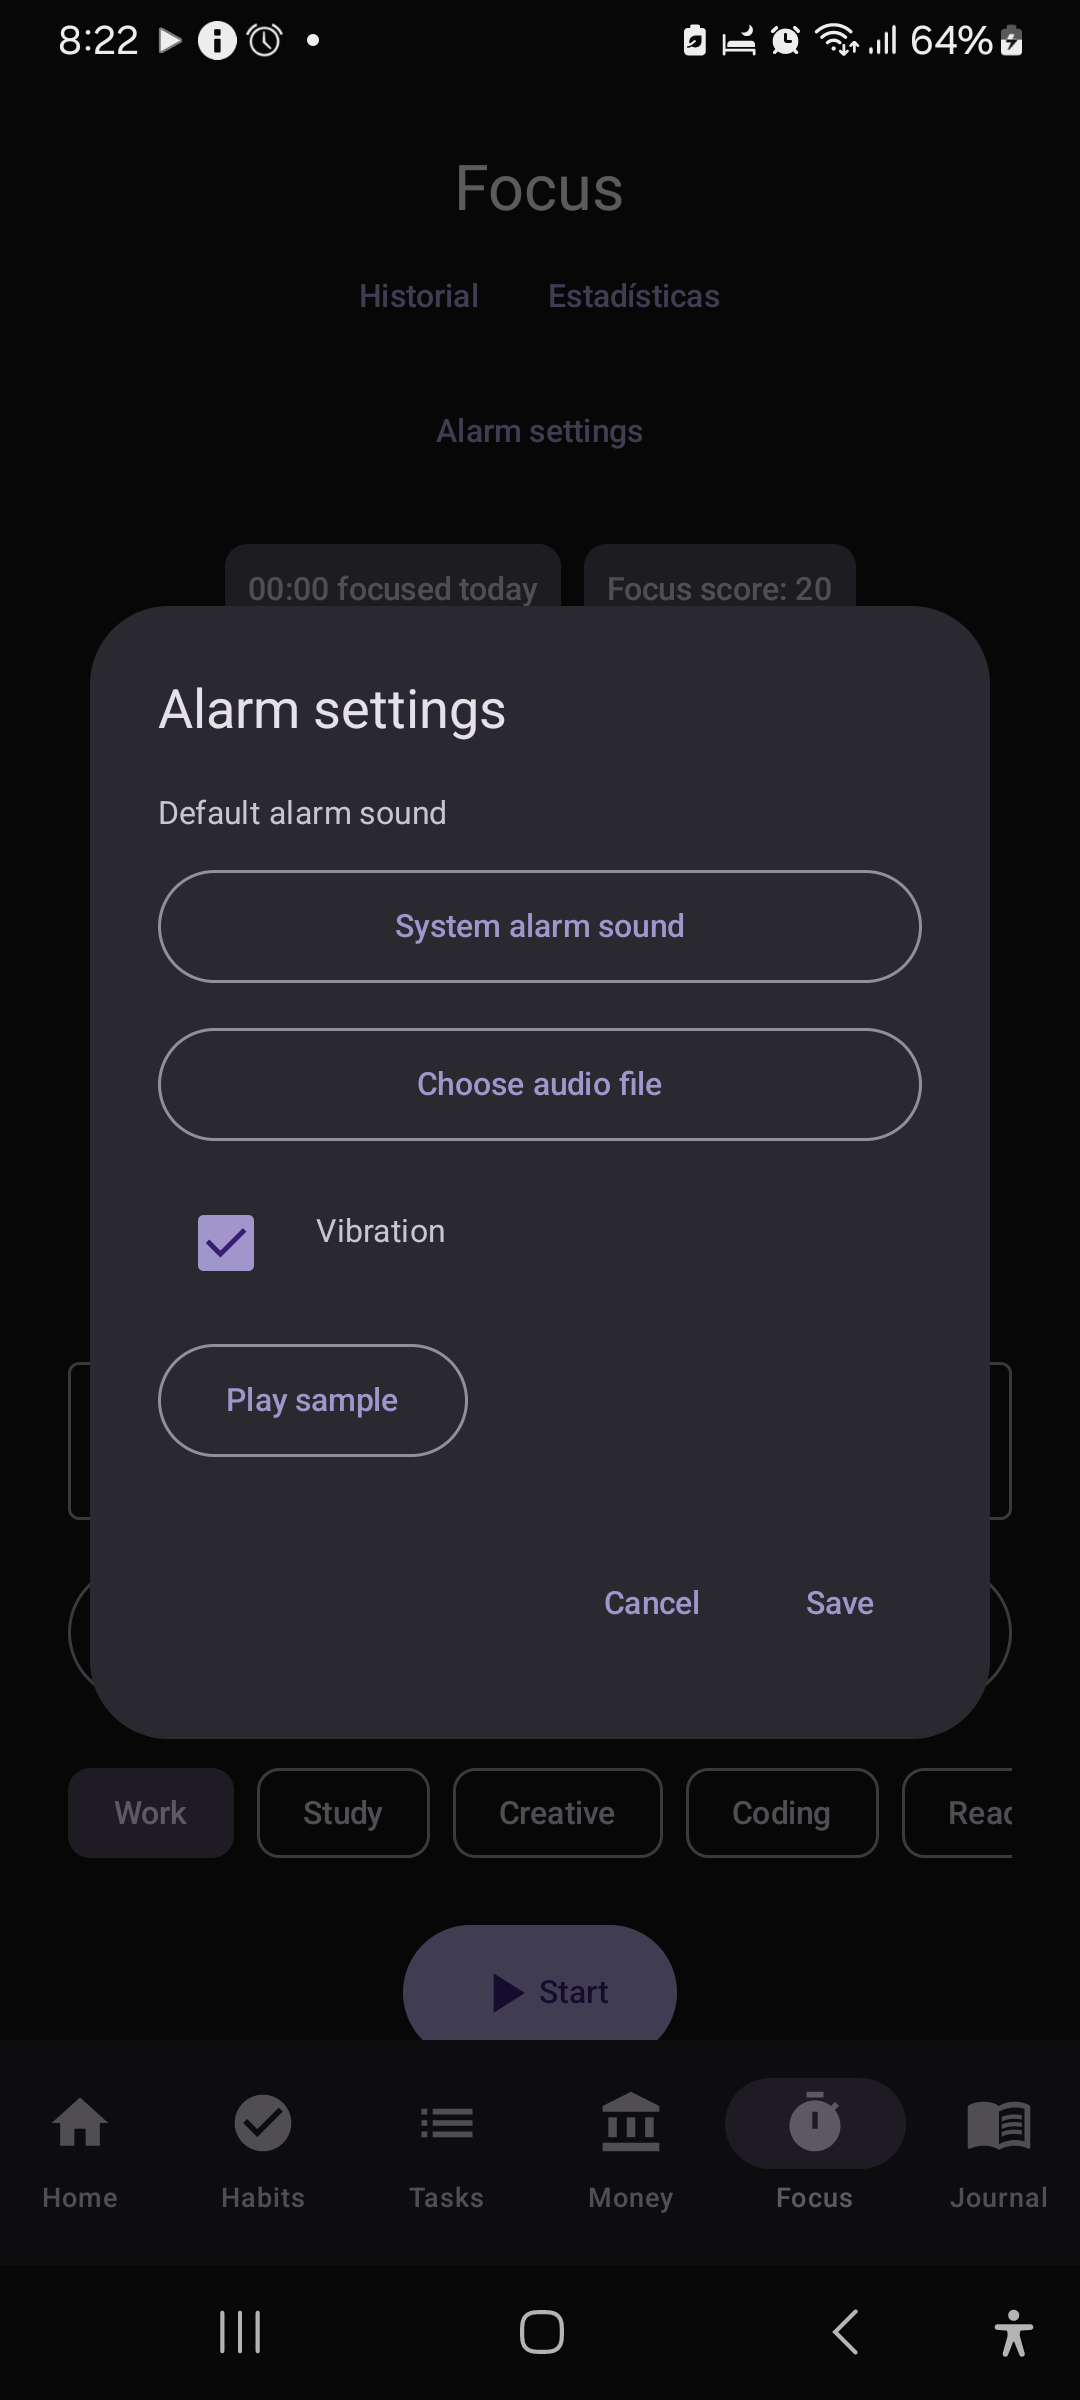 8:22 64%
Focus
Historial Estadísticas
Alarm settings
00:00 focused today Focus score: 20
Alarm settings
Default alarm sound
System alarm sound
Choose audio file
Vibration
Play sample
Cancel Save
Work Study Creative Coding Read
Start
Home Habits Tasks Money Focus Journal